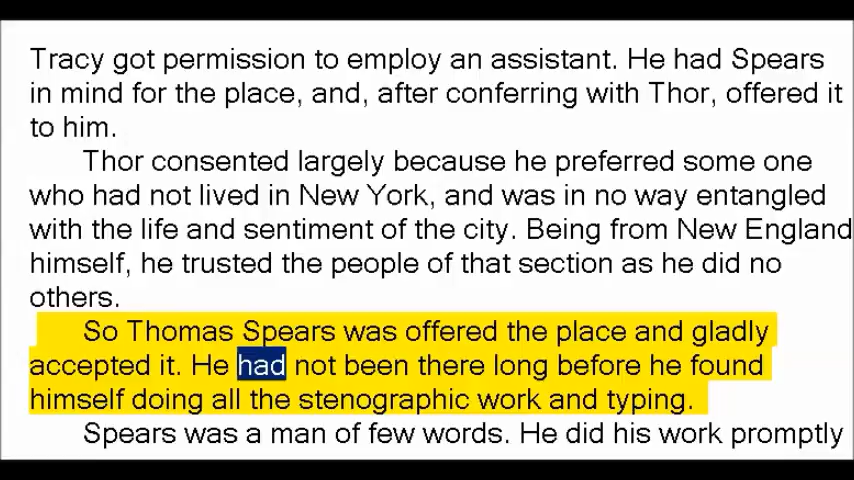 Tracy got permission to employ an assistant. He had Spears
in mind for the place, and, after conferring with Thor, offered it
to him.
Thor consented largely because he preferred some one
who had not lived in New York, and was in no way entangled
with the life and sentiment of the city. Being from New England
himself, he trusted the people of that section as he did no
others.
So Thomas Spears was offered the place and gladly
accepted it. He had not been there long before he found
himself doing all the stenographic work and typing.
Spears was a man of few words. He did his work promptly